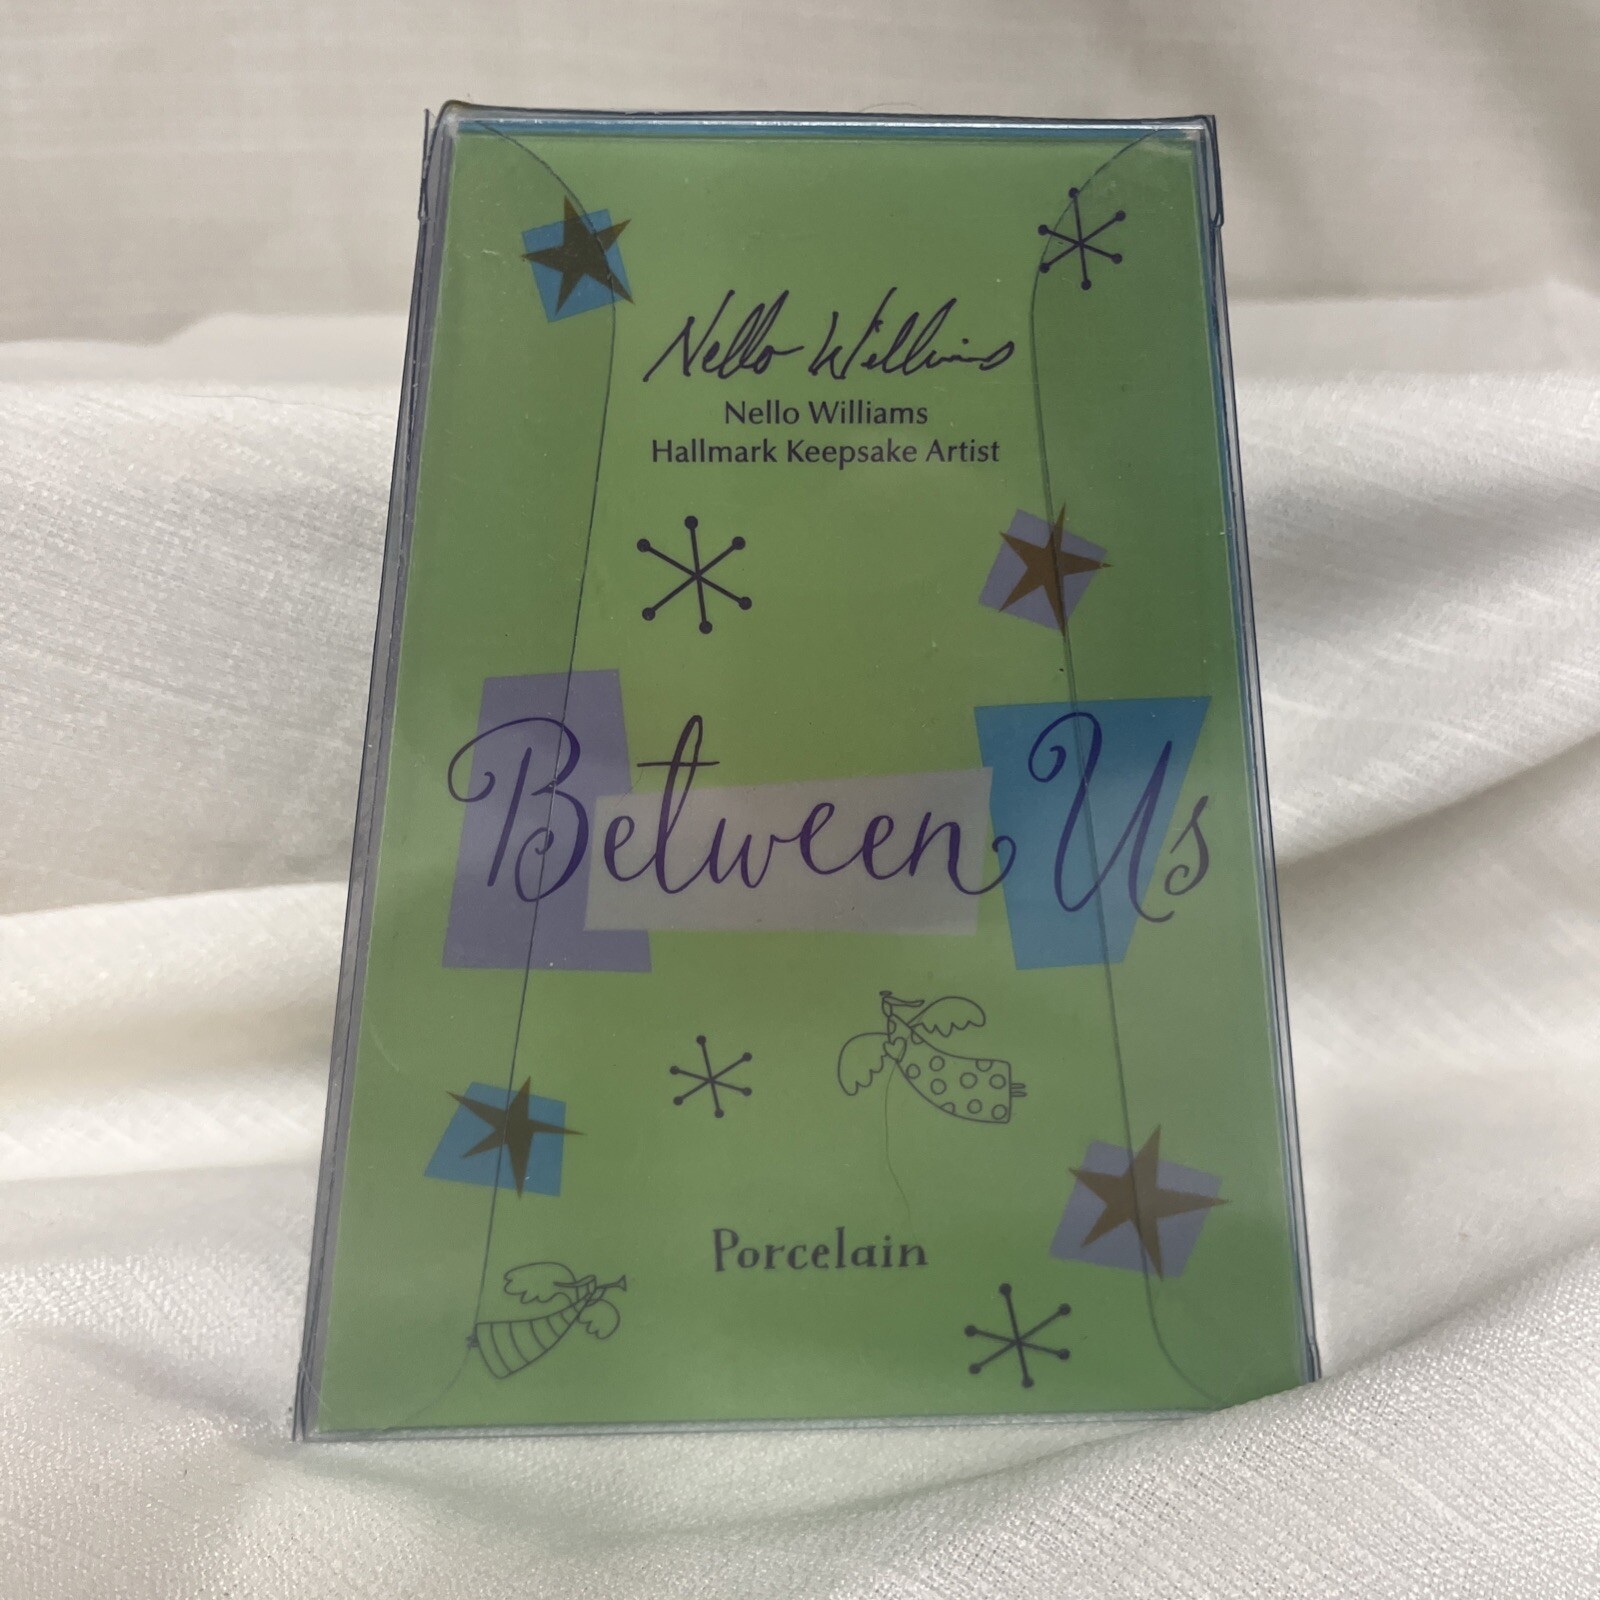 Nello Williams
Nello Williams
Hallmark Keepsake Artist
Between Us
Porcelain